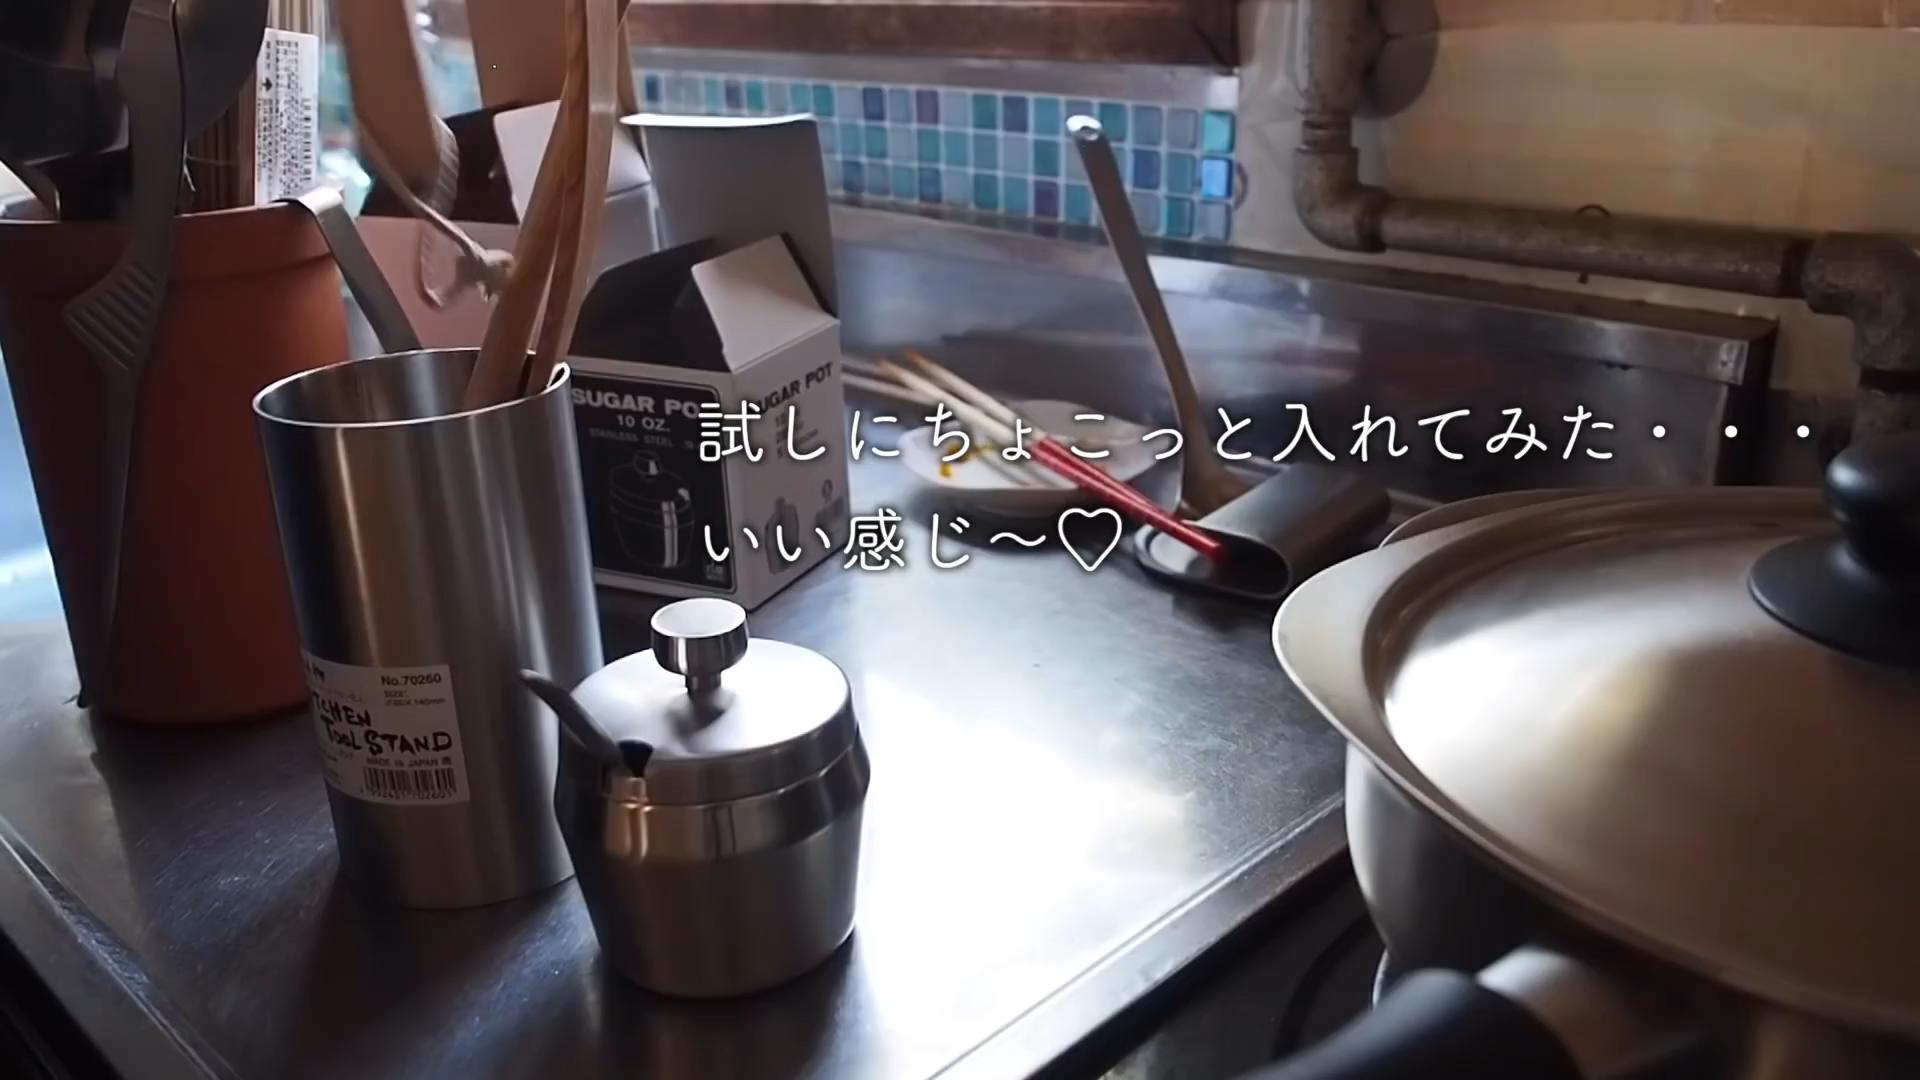 試しにちょこっと入れてみた・・・
いい感じ〜♡
SUGAR PO
10 OZ.
STAINLESS STEEL
SUGAR POT
No.70260
SIZE:
TCHEN
TOOL STAND
MADE IN JAPAN